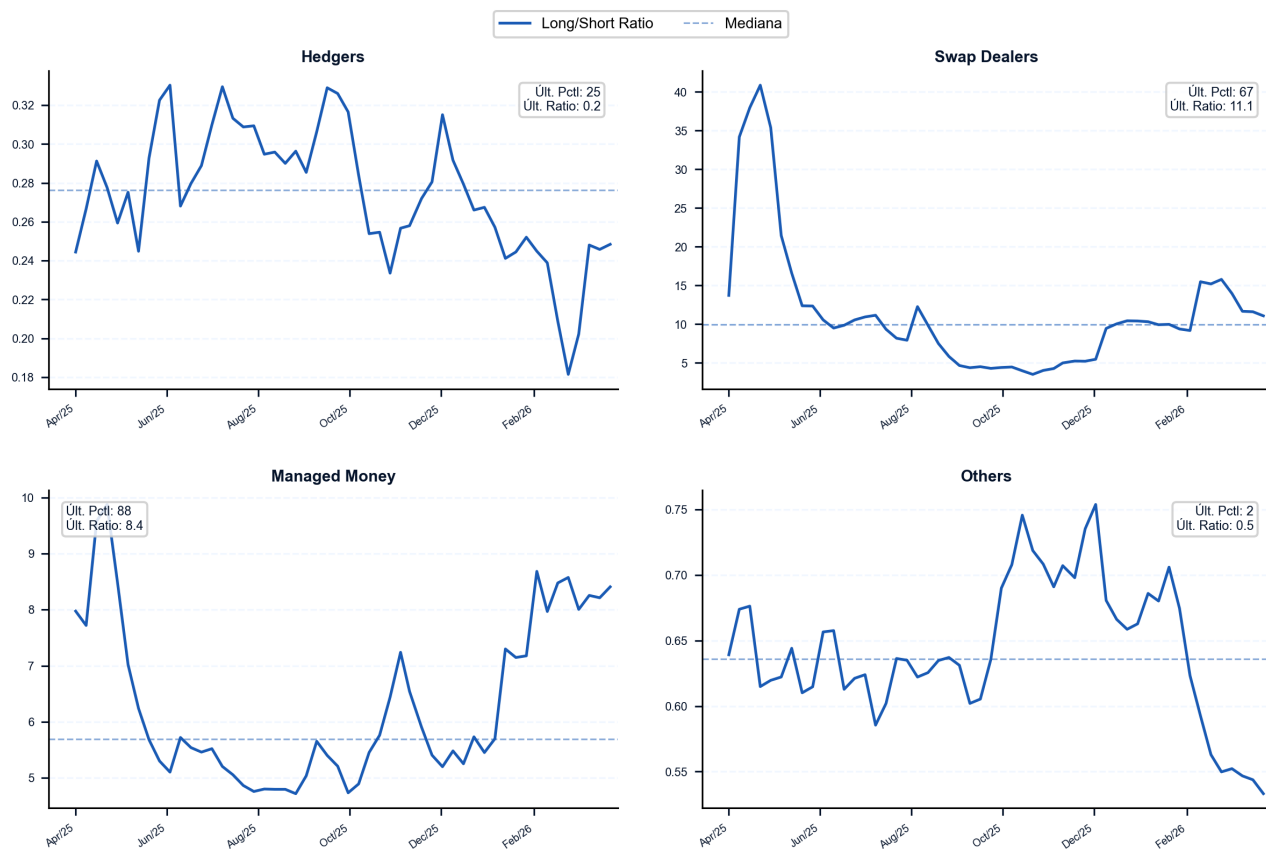 Long/Short Ratio
Mediana
Hedgers
Últ. Pctl: 25
Últ. Ratio: 0.2
0.32
0.30
0.28
0.26
0.24
0.22
0.20
0.18
Apr/25
Jun/25
Aug/25
Oct/25
Dec/25
Feb/26
Swap Dealers
Últ. Pctl: 67
Últ. Ratio: 11.1
40
35
30
25
20
15
10
5
Apr/25
Jun/25
Aug/25
Oct/25
Dec/25
Feb/26
Managed Money
Últ. Pctl: 88
Últ. Ratio: 8.4
10
9
8
7
6
5
Apr/25
Jun/25
Aug/25
Oct/25
Dec/25
Feb/26
Others
Últ. Pctl: 2
Últ. Ratio: 0.5
0.75
0.70
0.65
0.60
0.55
Apr/25
Jun/25
Aug/25
Oct/25
Dec/25
Feb/26